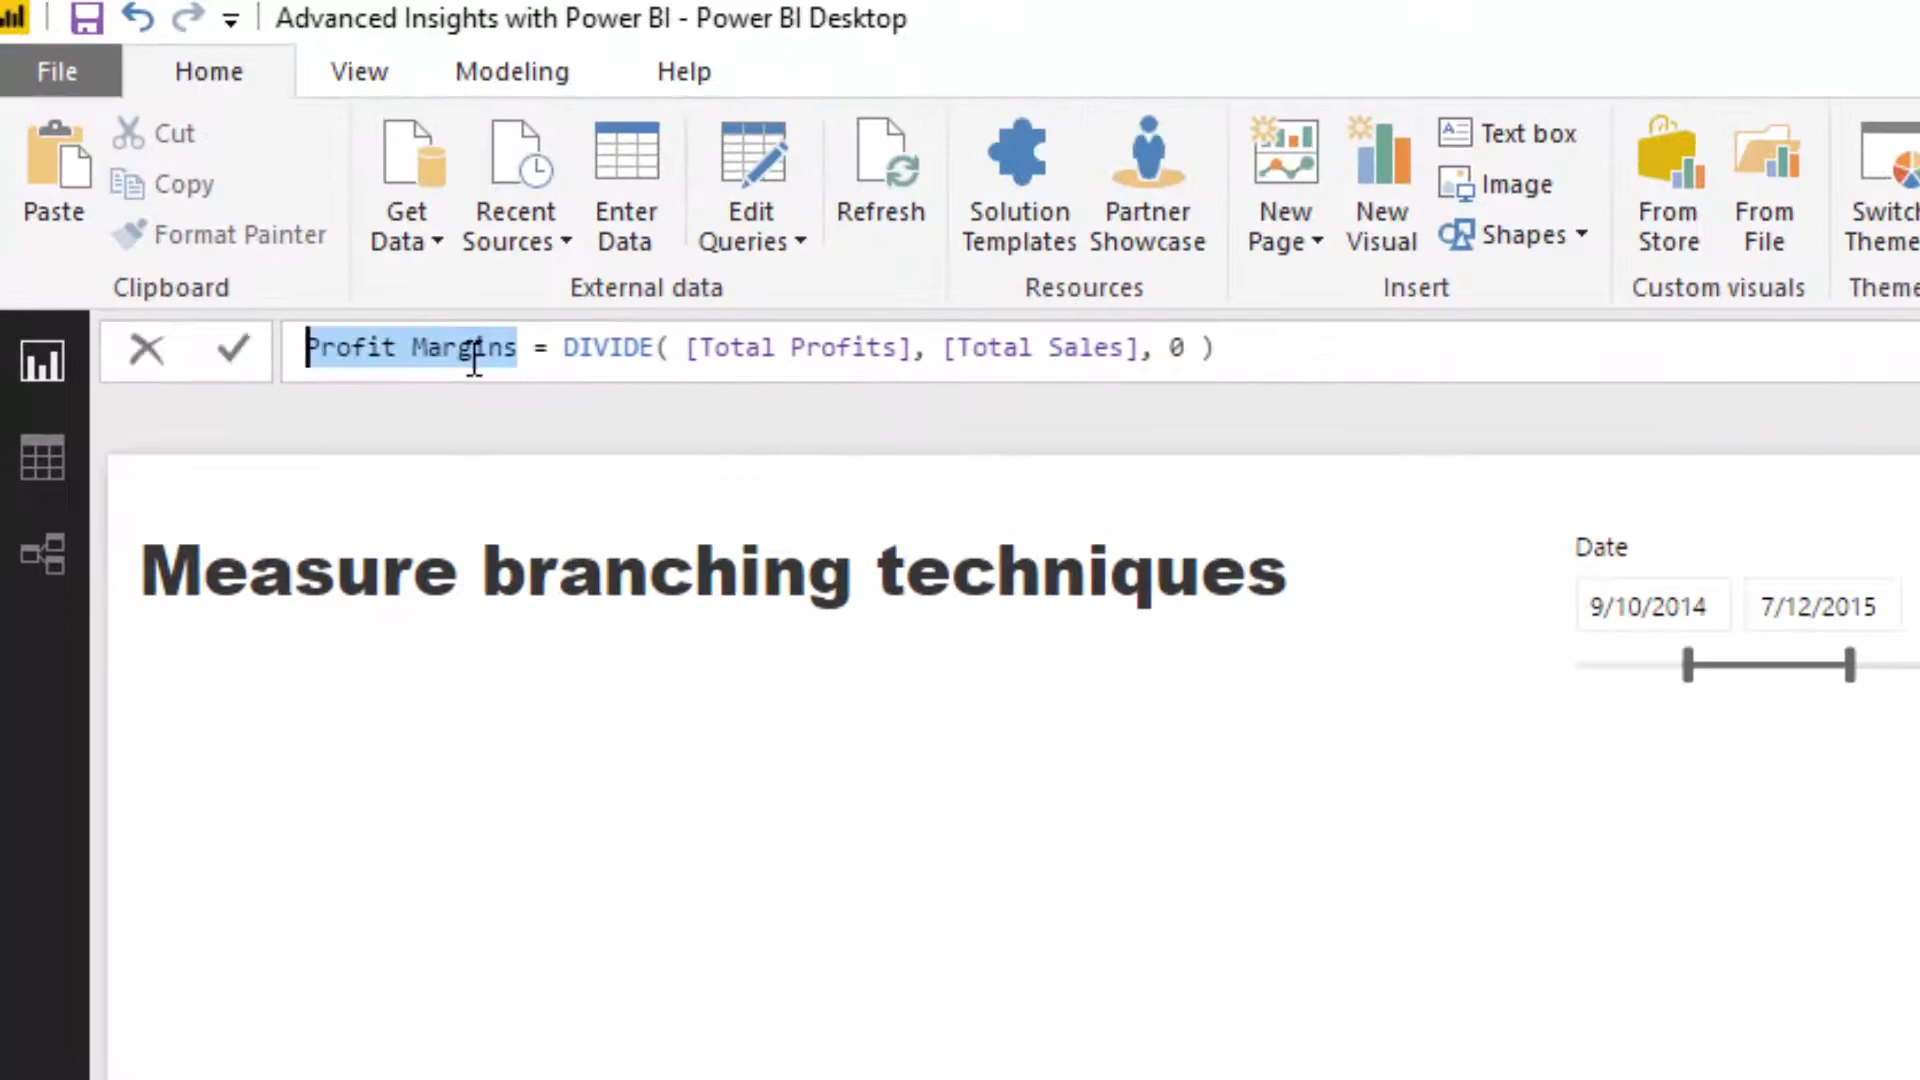 Advanced Insights with Power BI - Power BI Desktop
File Home View Modeling Help
Paste
Cut
Copy
Format Painter
Clipboard
Get Data
Recent Sources
Enter Data
Edit Queries
Refresh
External data
Solution Templates
Partner Showcase
Resources
New Page
New Visual
Text box
Image
Shapes
Insert
From Store
From File
Custom visuals
Switch
Theme
Theme
Profit Margins = DIVIDE( [Total Profits], [Total Sales], 0 )
Measure branching techniques
Date
9/10/2014 7/12/2015